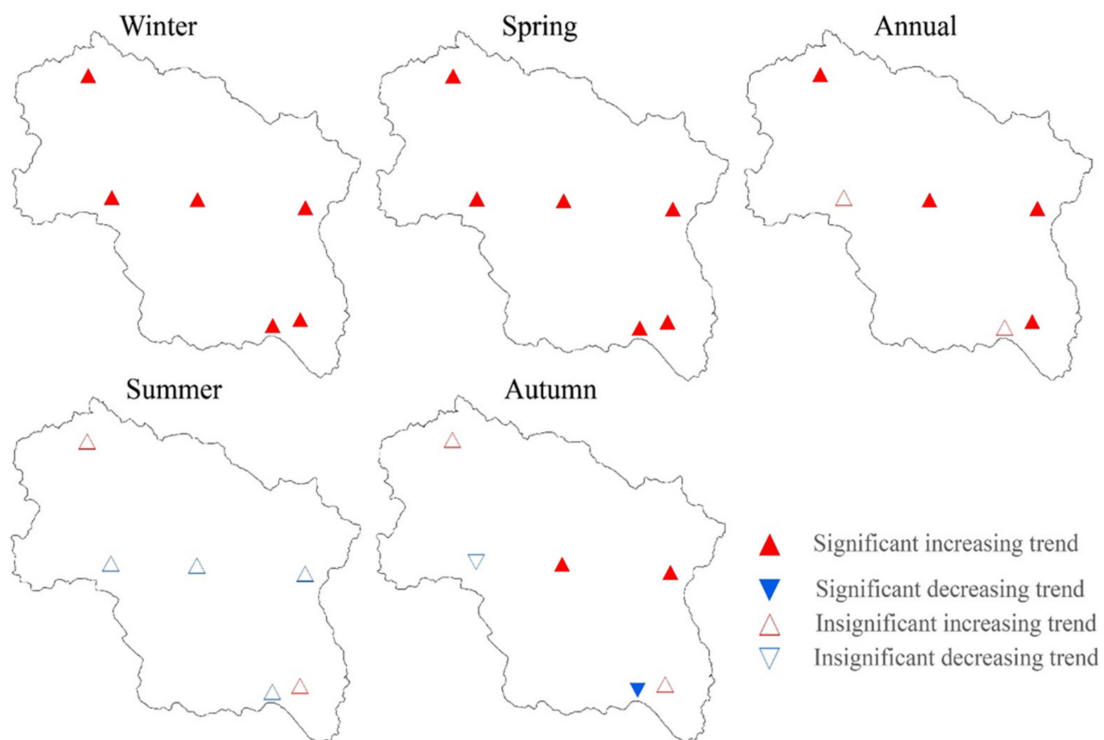 Winter
Spring
Annual
Summer
Autumn
Significant increasing trend
Significant decreasing trend
Insignificant increasing trend
Insignificant decreasing trend